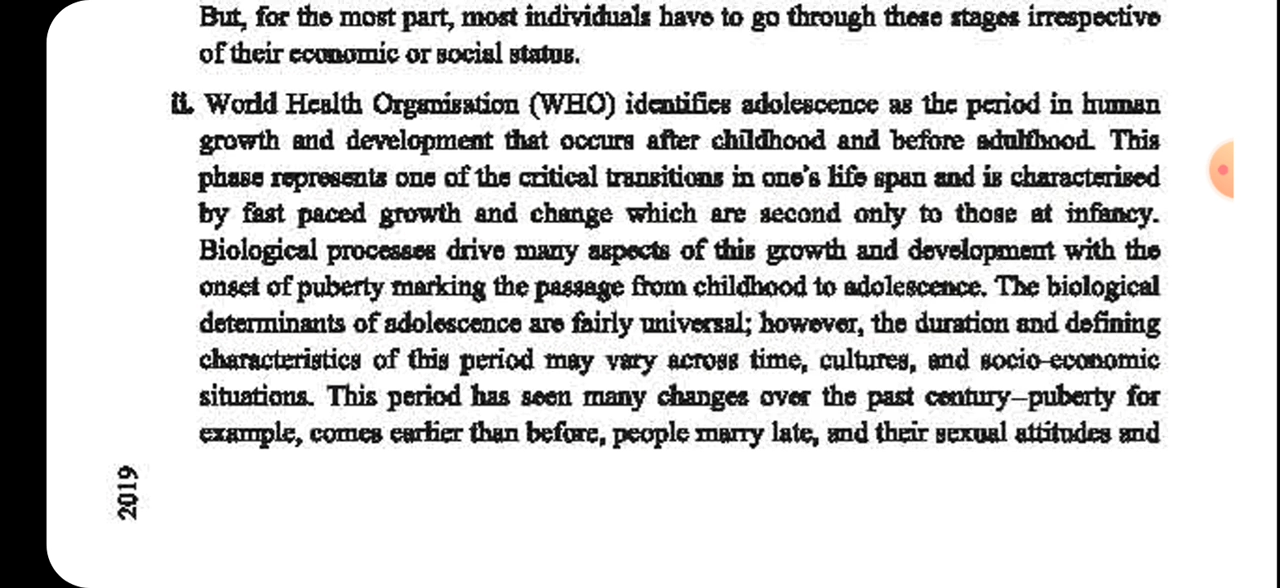 But, for the most part, most individuals have to go through these stages irrespective
of their economic or social status.
ii. World Health Organisation (WHO) identifies adolescence as the period in human
growth and development that occurs after childhood and before adulthood. This
phase represents one of the critical transitions in one's life span and is characterised
by fast paced growth and change which are second only to those at infancy.
Biological processes drive many aspects of this growth and development with the
onset of puberty marking the passage from childhood to adolescence. The biological
determinants of adolescence are fairly universal; however, the duration and defining
characteristics of this period may vary across time, cultures, and socio-economic
situations. This period has seen many changes over the past century–puberty for
example, comes earlier than before, people marry late, and their sexual attitudes and
2019